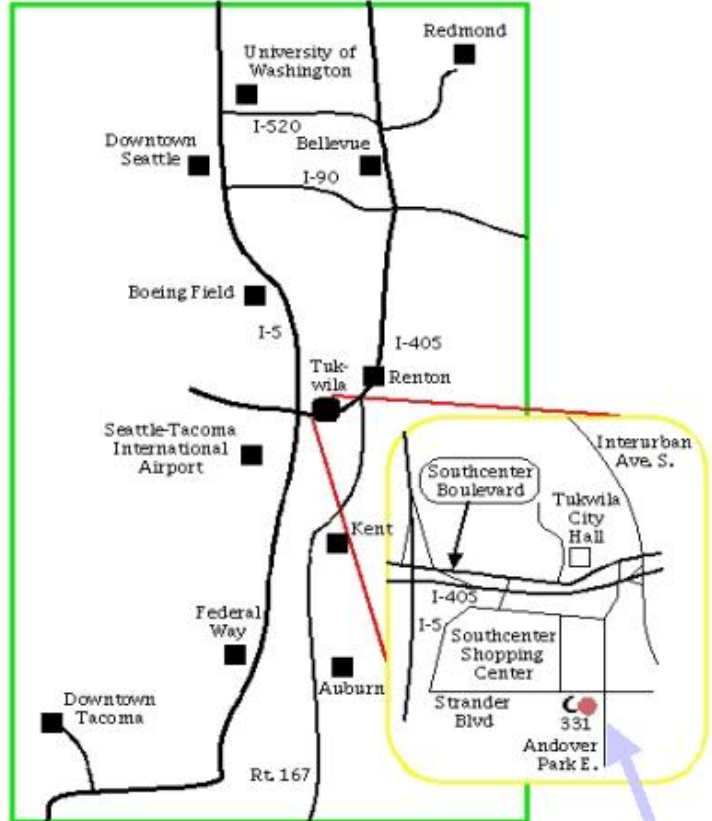 Redmond
University of
Washington
I-520
Downtown
Seattle
Bellevue
I-90
Boeing Field
I-5
I-405
Tuk-
wila
Renton
Seattle-Tacoma
International
Airport
Interurban
Ave. S.
Southcenter
Boulevard
Tukwila
City
Hall
Kent
I-405
I-5
Federal
Way
Southcenter
Shopping
Center
Auburn
Downtown
Tacoma
Strander
Blvd
331
Andover
Park E.
Rt. 167